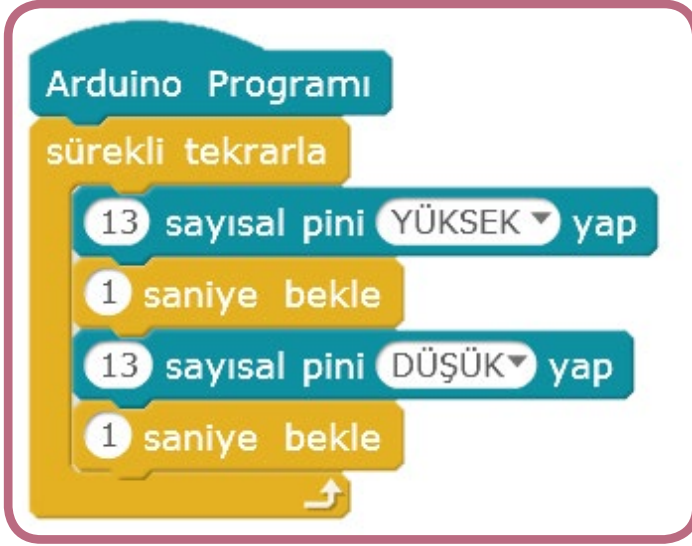 Arduino Programı
sürekli tekrarla
13 sayısal pini YÜKSEK yap
1 saniye bekle
13 sayısal pini DÜŞÜK yap
1 saniye bekle